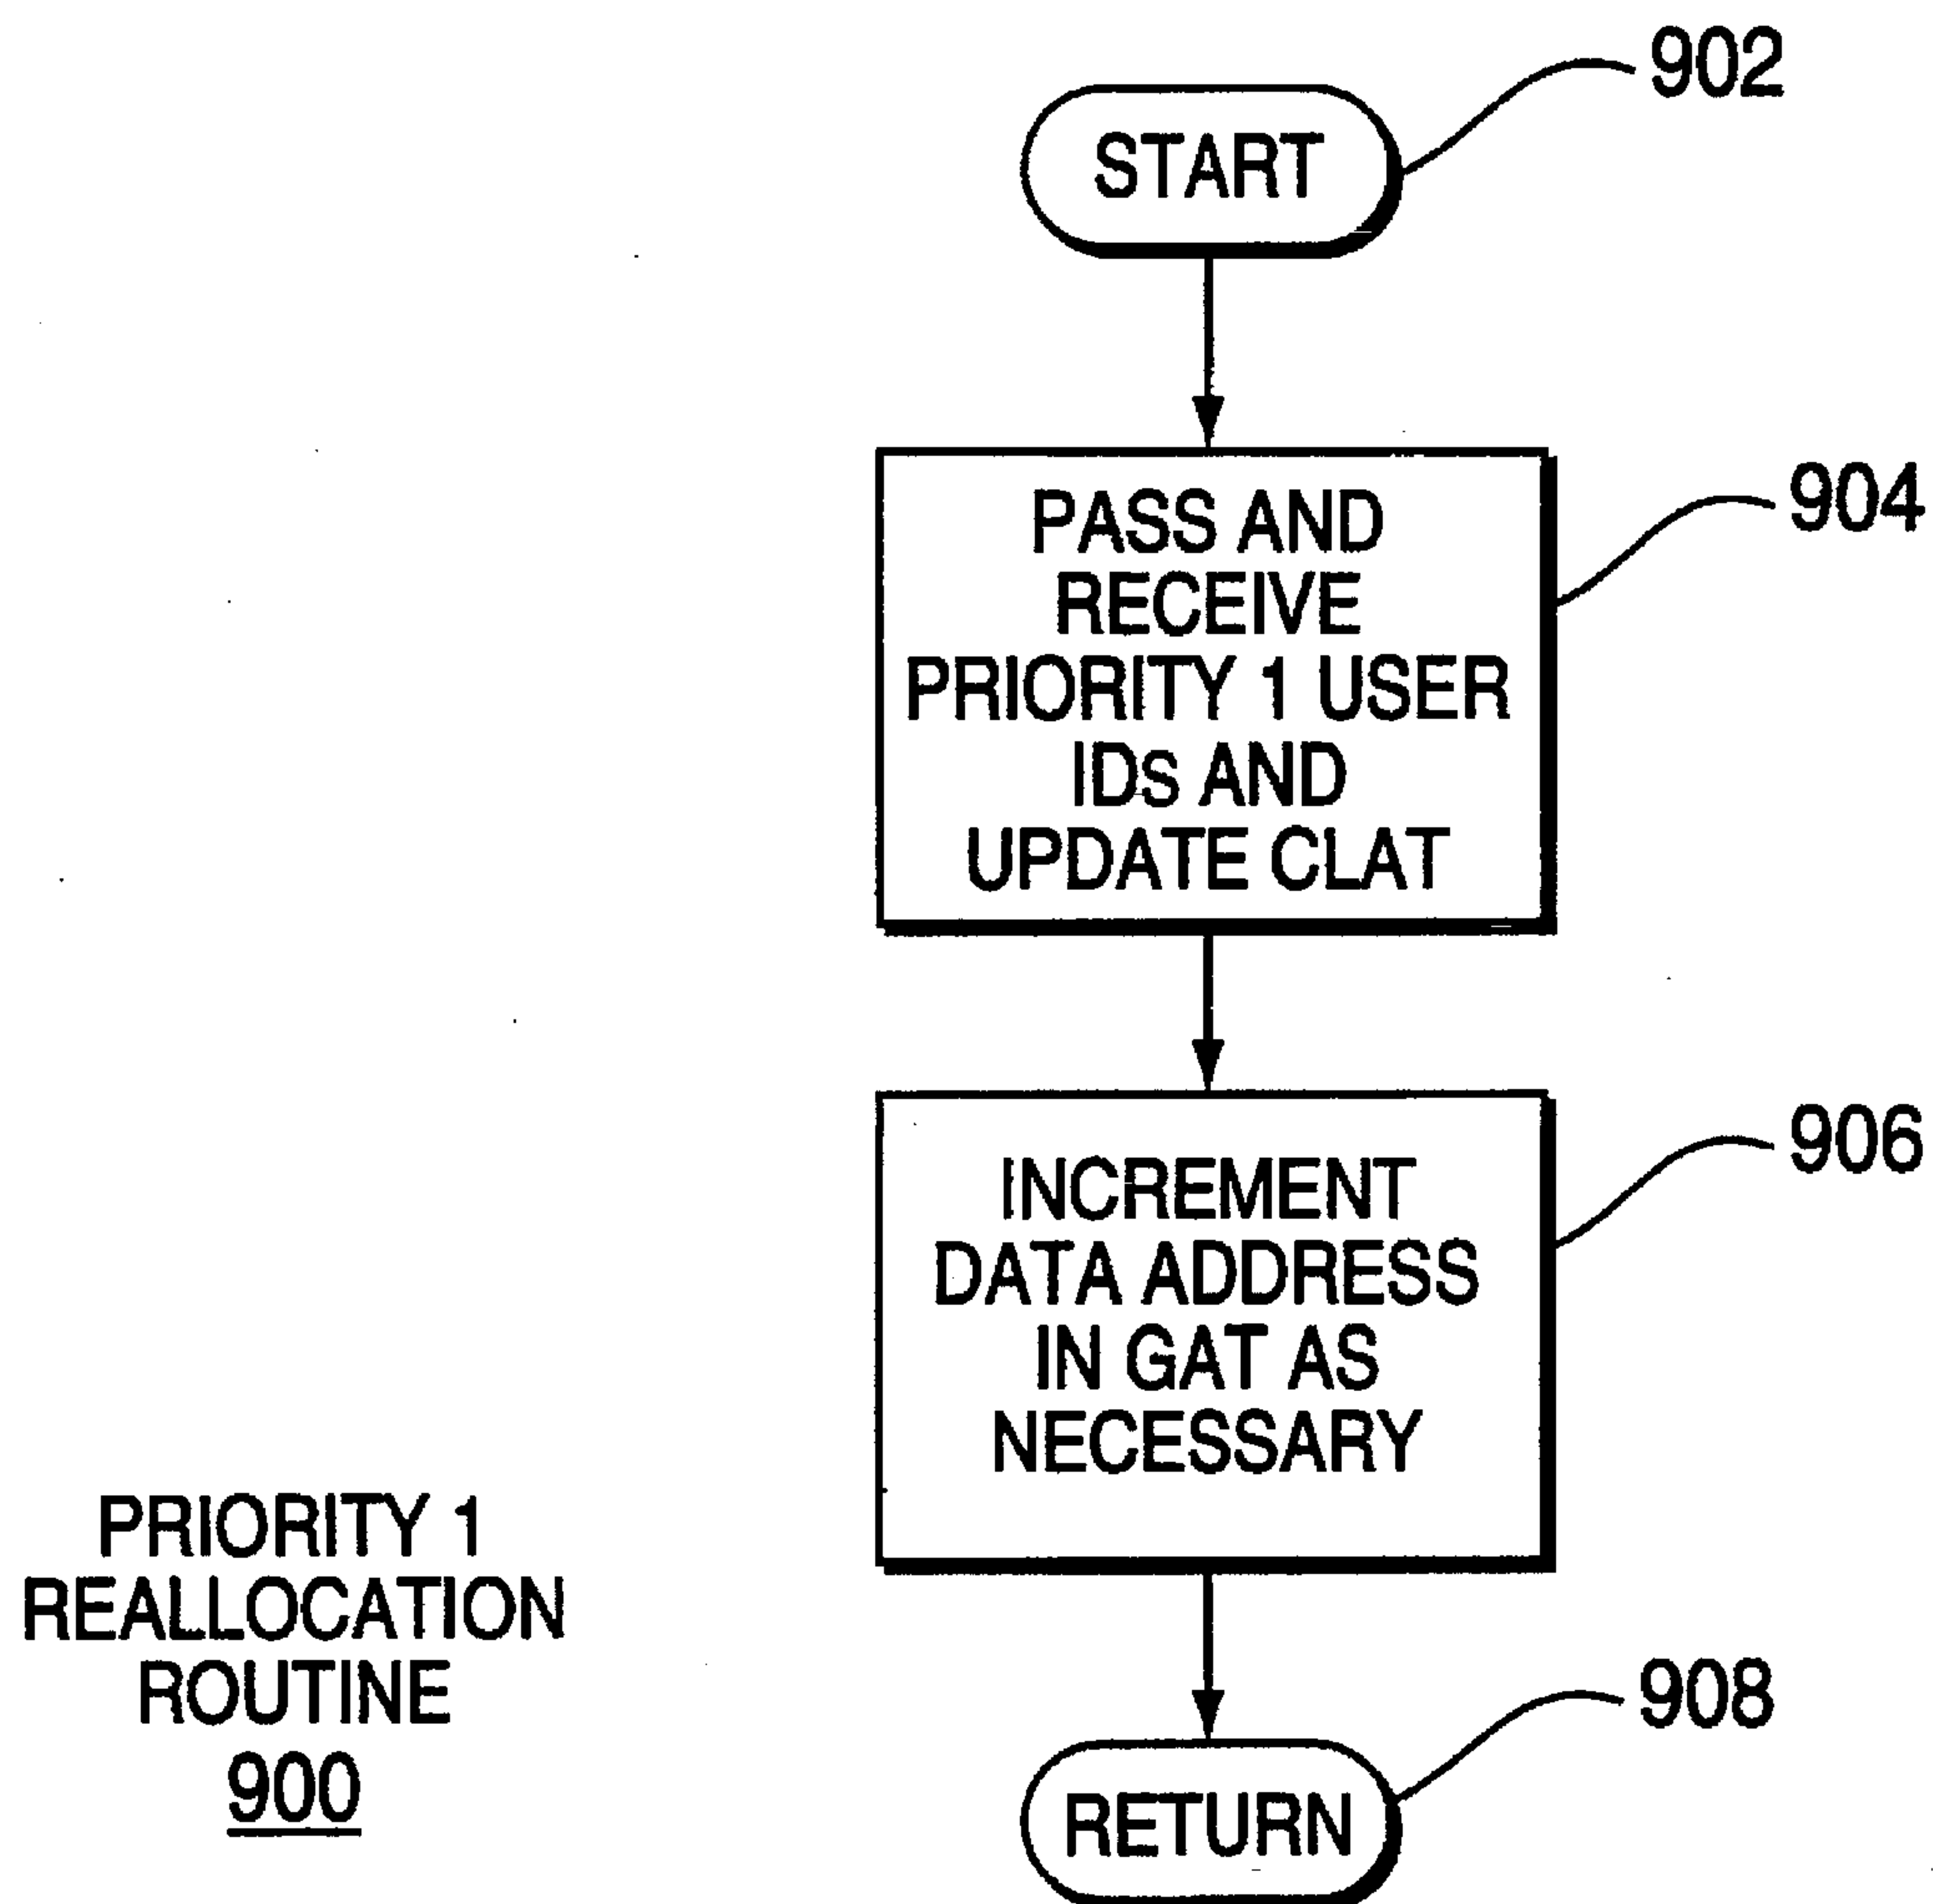 902
START
904
PASS AND
RECEIVE
PRIORITY 1 USER
IDs AND
UPDATE CLAT
906
INCREMENT
DATA ADDRESS
IN GAT AS
NECESSARY
PRIORITY 1
REALLOCATION
ROUTINE
900
908
RETURN